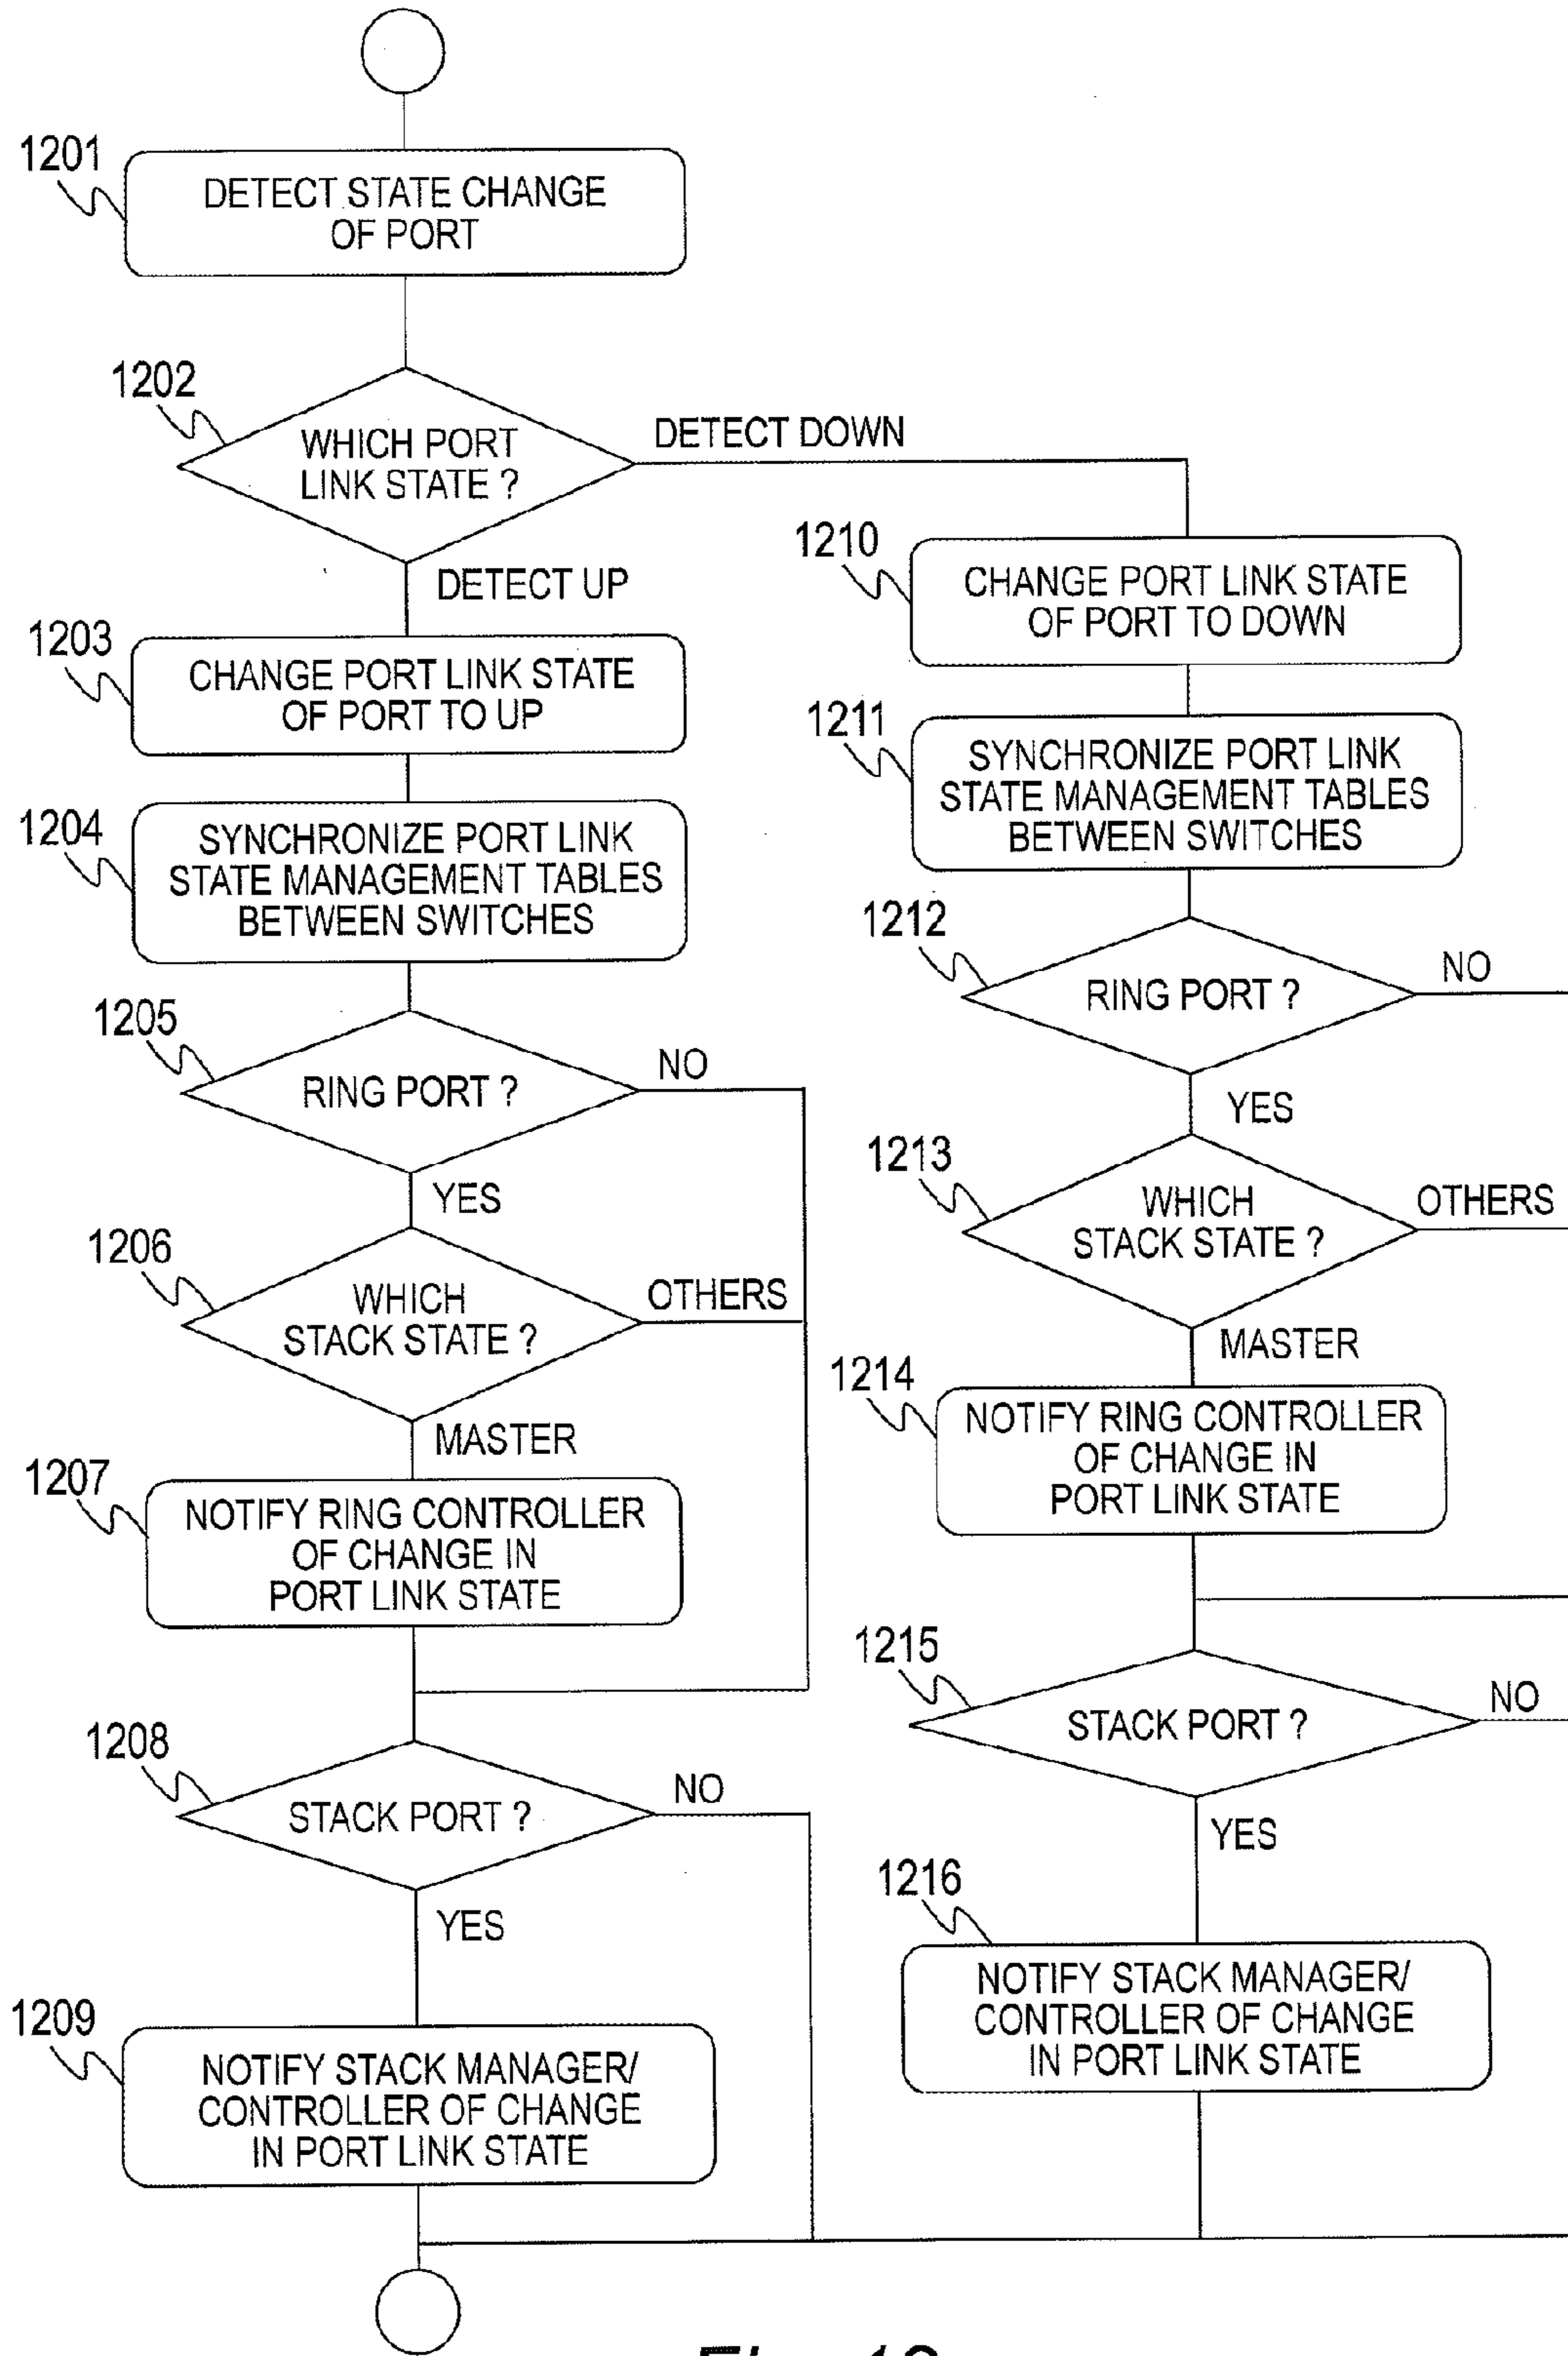 1201
DETECT STATE CHANGE
OF PORT
1202
WHICH PORT
LINK STATE ?
DETECT DOWN
DETECT UP
1203
CHANGE PORT LINK STATE
OF PORT TO UP
1204
SYNCHRONIZE PORT LINK
STATE MANAGEMENT TABLES
BETWEEN SWITCHES
1205
RING PORT ?
NO
YES
1206
WHICH
STACK STATE ?
OTHERS
MASTER
1207
NOTIFY RING CONTROLLER
OF CHANGE IN
PORT LINK STATE
1208
STACK PORT ?
NO
YES
1209
NOTIFY STACK MANAGER/
CONTROLLER OF CHANGE
IN PORT LINK STATE
1210
CHANGE PORT LINK STATE
OF PORT TO DOWN
1211
SYNCHRONIZE PORT LINK
STATE MANAGEMENT TABLES
BETWEEN SWITCHES
1212
RING PORT ?
NO
YES
1213
WHICH
STACK STATE ?
OTHERS
MASTER
1214
NOTIFY RING CONTROLLER
OF CHANGE IN
PORT LINK STATE
1215
STACK PORT ?
NO
YES
1216
NOTIFY STACK MANAGER/
CONTROLLER OF CHANGE
IN PORT LINK STATE